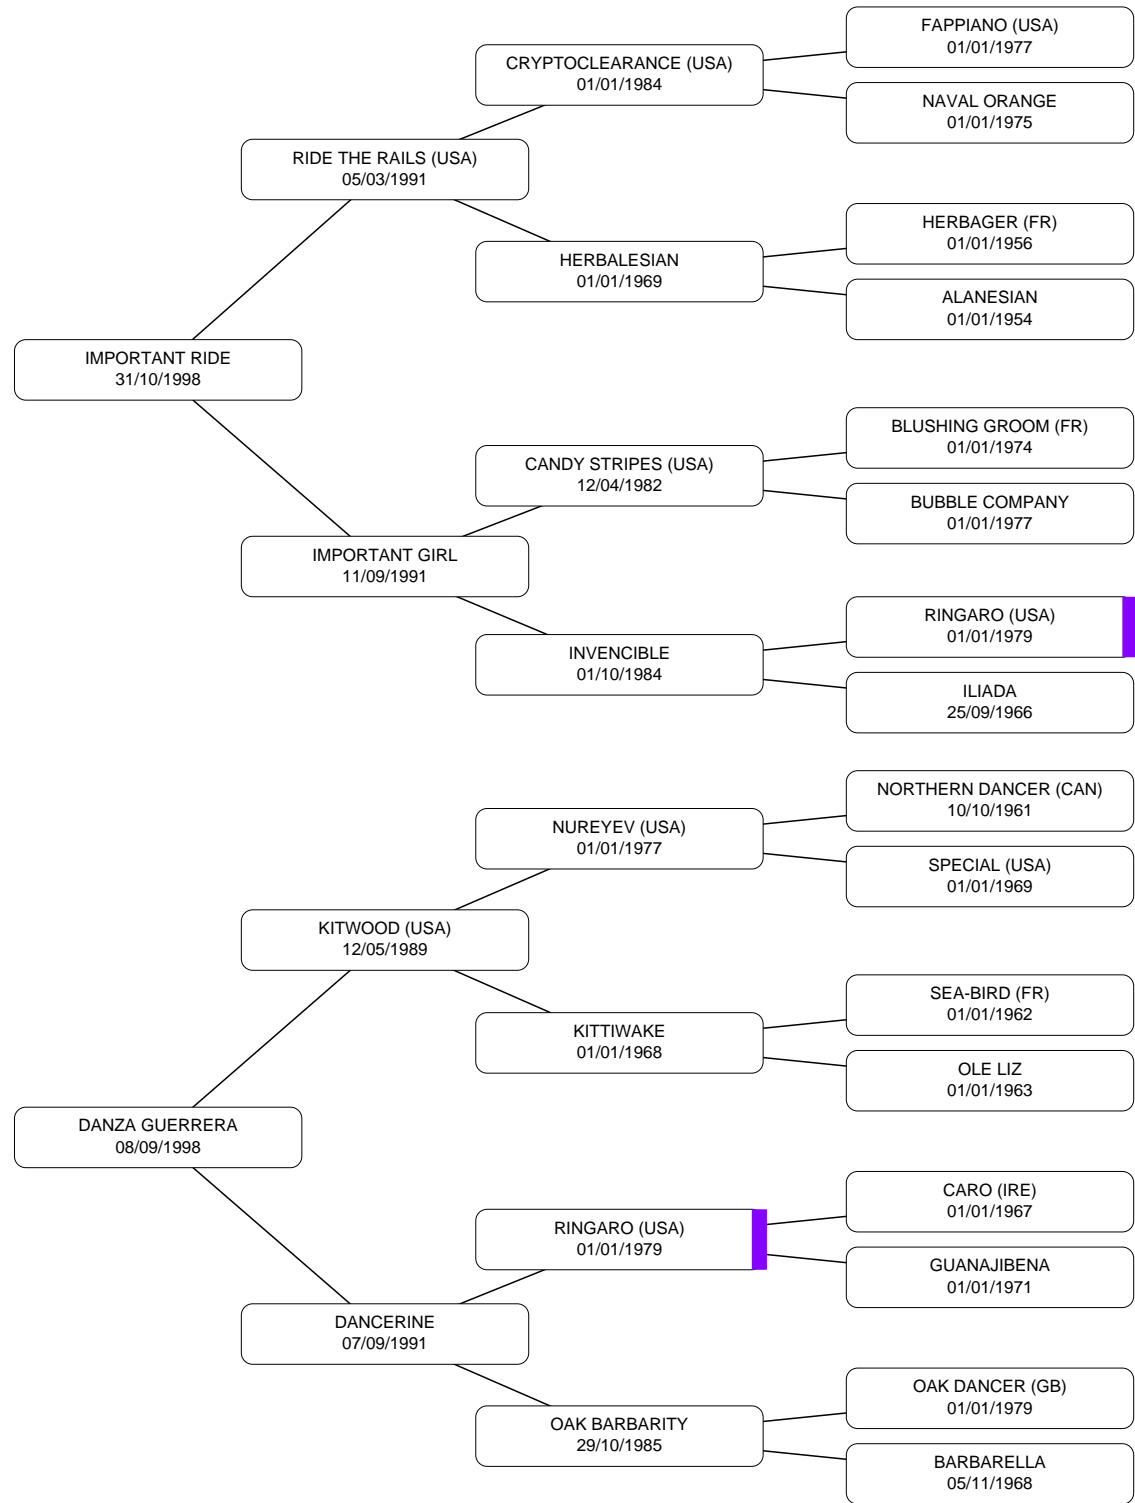 FAPPIANO (USA)
01/01/1977
CRYPTOCLEARANCE (USA)
01/01/1984
NAVAL ORANGE
01/01/1975
RIDE THE RAILS (USA)
05/03/1991
HERBAGER (FR)
01/01/1956
HERBALESIAN
01/01/1969
ALANESIAN
01/01/1954
IMPORTANT RIDE
31/10/1998
BLUSHING GROOM (FR)
01/01/1974
CANDY STRIPES (USA)
12/04/1982
BUBBLE COMPANY
01/01/1977
IMPORTANT GIRL
11/09/1991
RINGARO (USA)
01/01/1979
INVENCIBLE
01/10/1984
ILIADA
25/09/1966
NORTHERN DANCER (CAN)
10/10/1961
NUREYEV (USA)
01/01/1977
SPECIAL (USA)
01/01/1969
KITWOOD (USA)
12/05/1989
SEA-BIRD (FR)
01/01/1962
KITTIWAKE
01/01/1968
OLE LIZ
01/01/1963
DANZA GUERRERA
08/09/1998
CARO (IRE)
01/01/1967
RINGARO (USA)
01/01/1979
GUANAJIBENA
01/01/1971
DANCERINE
07/09/1991
OAK DANCER (GB)
01/01/1979
OAK BARBARITY
29/10/1985
BARBARELLA
05/11/1968